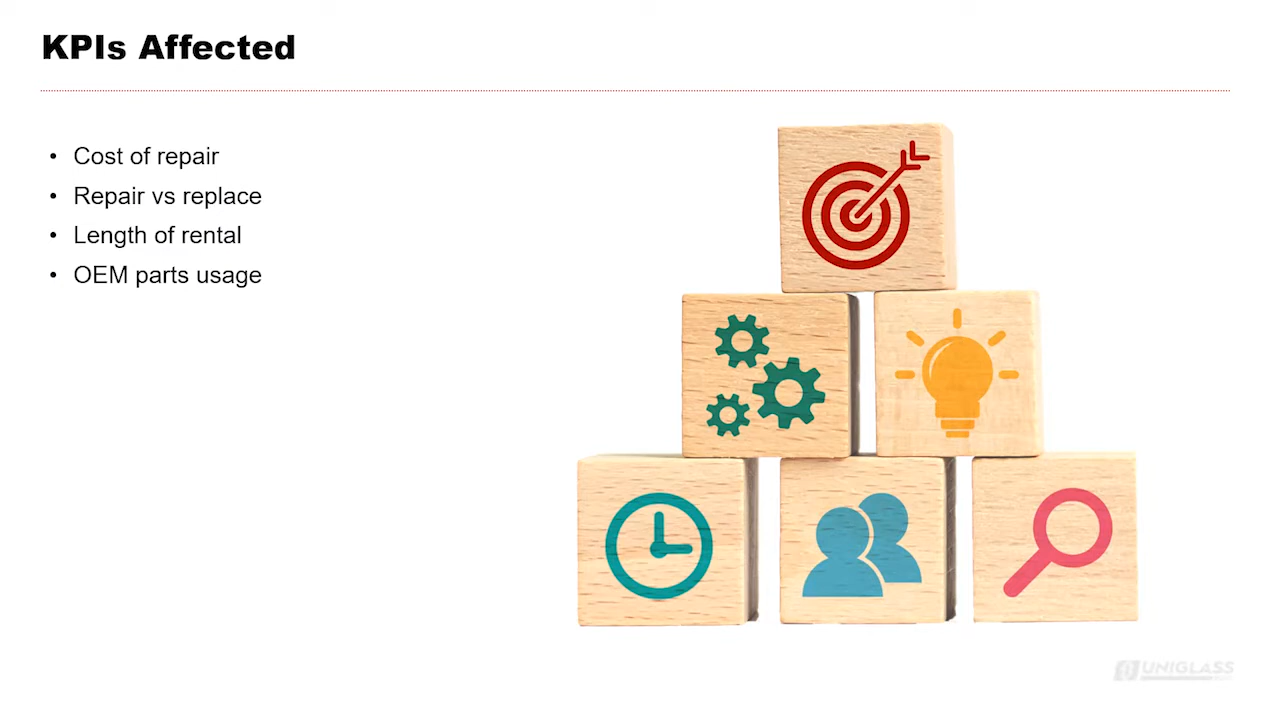 KPIs Affected
• Cost of repair
• Repair vs replace
• Length of rental
• OEM parts usage
UNIGLASS